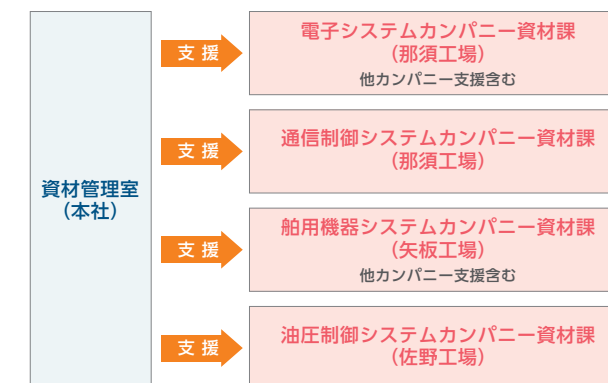 資材管理室
(本社)
支援
電子システムカンパニー資材課
(那須工場)
他カンパニー支援含む
支援
通信制御システムカンパニー資材課
(那須工場)
支援
舶用機器システムカンパニー資材課
(矢板工場)
他カンパニー支援含む
支援
油圧制御システムカンパニー資材課
(佐野工場)